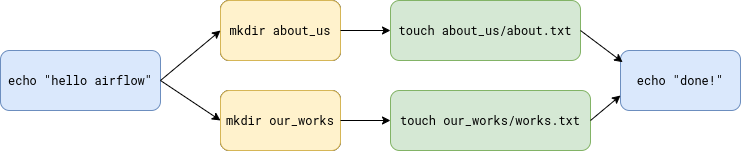 echo "hello airflow"
mkdir about_us
touch about_us/about.txt
mkdir our_works
touch our_works/works.txt
echo "done!"